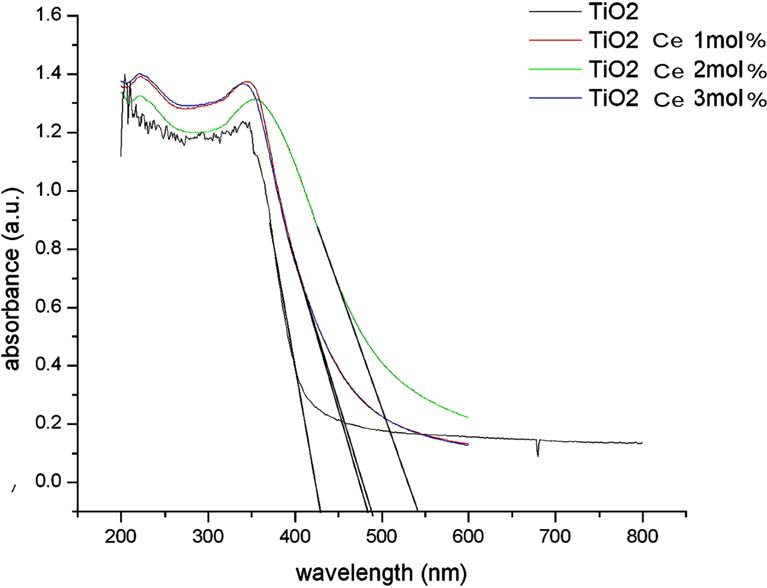 TiO2
TiO2 Ce 1mol%
TiO2 Ce 2mol%
TiO2 Ce 3mol%
1.6
1.4
1.2
1.0
0.8
0.6
0.4
0.2
0.0
absorbance (a.u.)
200 300 400 500 600 700 800
wavelength (nm)